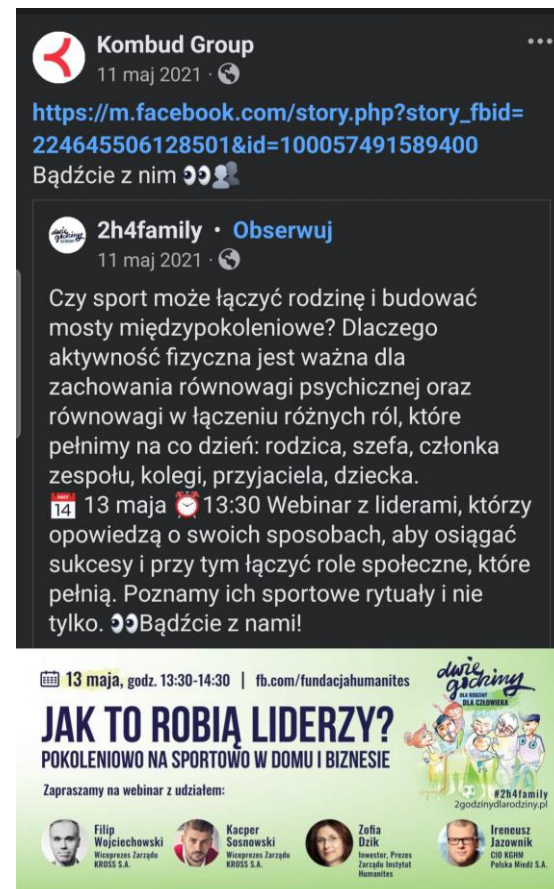 Kombud Group
11 maj 2021 ·
https://m.facebook.com/story.php?story_fbid=
224645506128501&id=100057491589400
Bądźcie z nim 👀👥
2h4family • Obserwuj
11 maj 2021 ·
Czy sport może łączyć rodzinę i budować
mosty międzypokoleniowe? Dlaczego
aktywność fizyczna jest ważna dla
zachowania równowagi psychicznej oraz
równowagi w łączeniu różnych ról, które
pełnimy na co dzień: rodzica, szefa, członka
zespołu, kolegi, przyjaciela, dziecka.
📅 13 maja ⏰13:30 Webinar z liderami, którzy
opowiedzą o swoich sposobach, aby osiągać
sukcesy i przy tym łączyć role społeczne, które
pełnią. Poznamy ich sportowe rytuały i nie
tylko. 👀Bądźcie z nami!
13 maja, godz. 13:30-14:30 | fb.com/fundacjahumanites
dwie
godziny
DLA RODZINY
DLA CZŁOWIEKA
JAK TO ROBIĄ LIDERZY?
POKOLENIOWO NA SPORTOWO W DOMU I BIZNESIE
Zapraszamy na webinar z udziałem:
#2h4family
2godzinydlarodziny.pl
Filip
Wojciechowski
Wiceprezes Zarządu
KROSS S.A.
Kacper
Sosnowski
Wiceprezes Zarządu
KROSS S.A.
Zofia
Dzik
Inwestor, Prezes
Zarządu Instytut
Humanites
Ireneusz
Jazownik
CIO KGHM
Polska Miedź S.A.